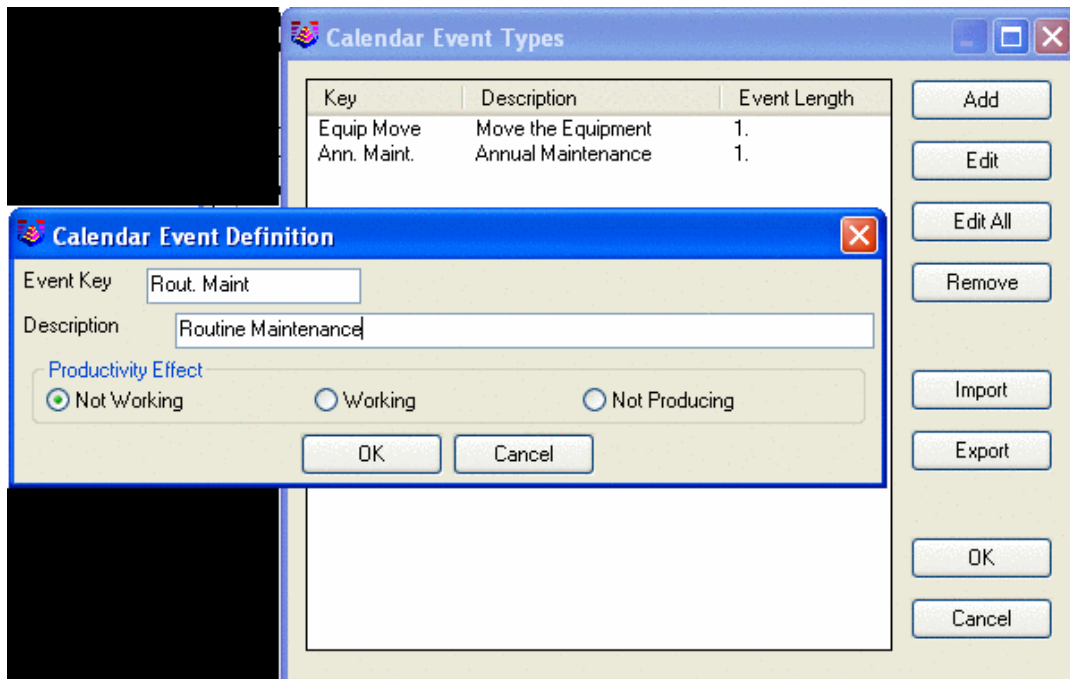 Calendar Event Types
Key Description Event Length
Equip Move Move the Equipment 1.
Ann. Maint. Annual Maintenance 1.
Add
Edit
Edit All
Remove
Import
Export
OK
Cancel
Calendar Event Definition
Event Key Rout. Maint
Description Routine Maintenance
Productivity Effect
Not Working Working Not Producing
OK Cancel